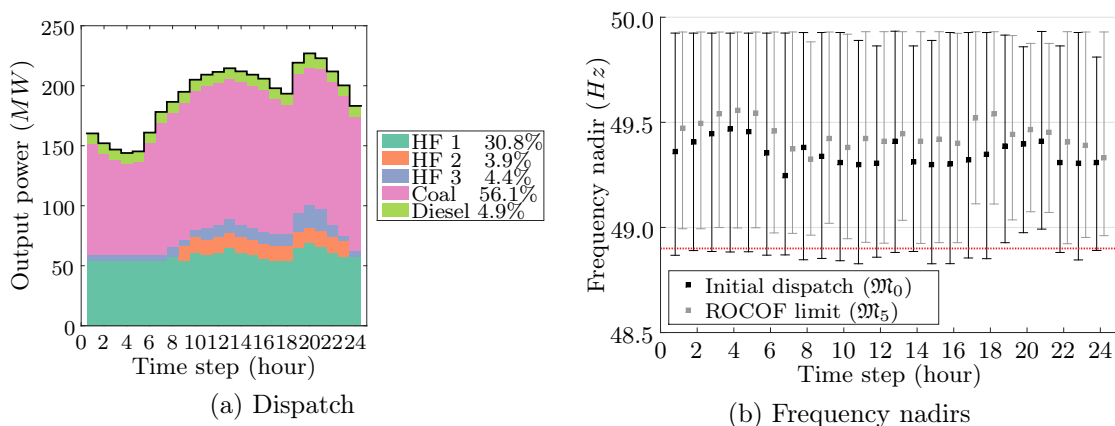 250
200
150
100
50
0
Output power (MW)
0 2 4 6 8 10 12 14 16 18 20 22 24
Time step (hour)
HF 1 30.8%
HF 2 3.9%
HF 3 4.4%
Coal 56.1%
Diesel 4.9%
(a) Dispatch
50.0
49.5
49.0
48.5
Frequency nadir (Hz)
Initial dispatch (𝔐₀)
ROCOF limit (𝔐₅)
0 2 4 6 8 10 12 14 16 18 20 22 24
Time step (hour)
(b) Frequency nadirs